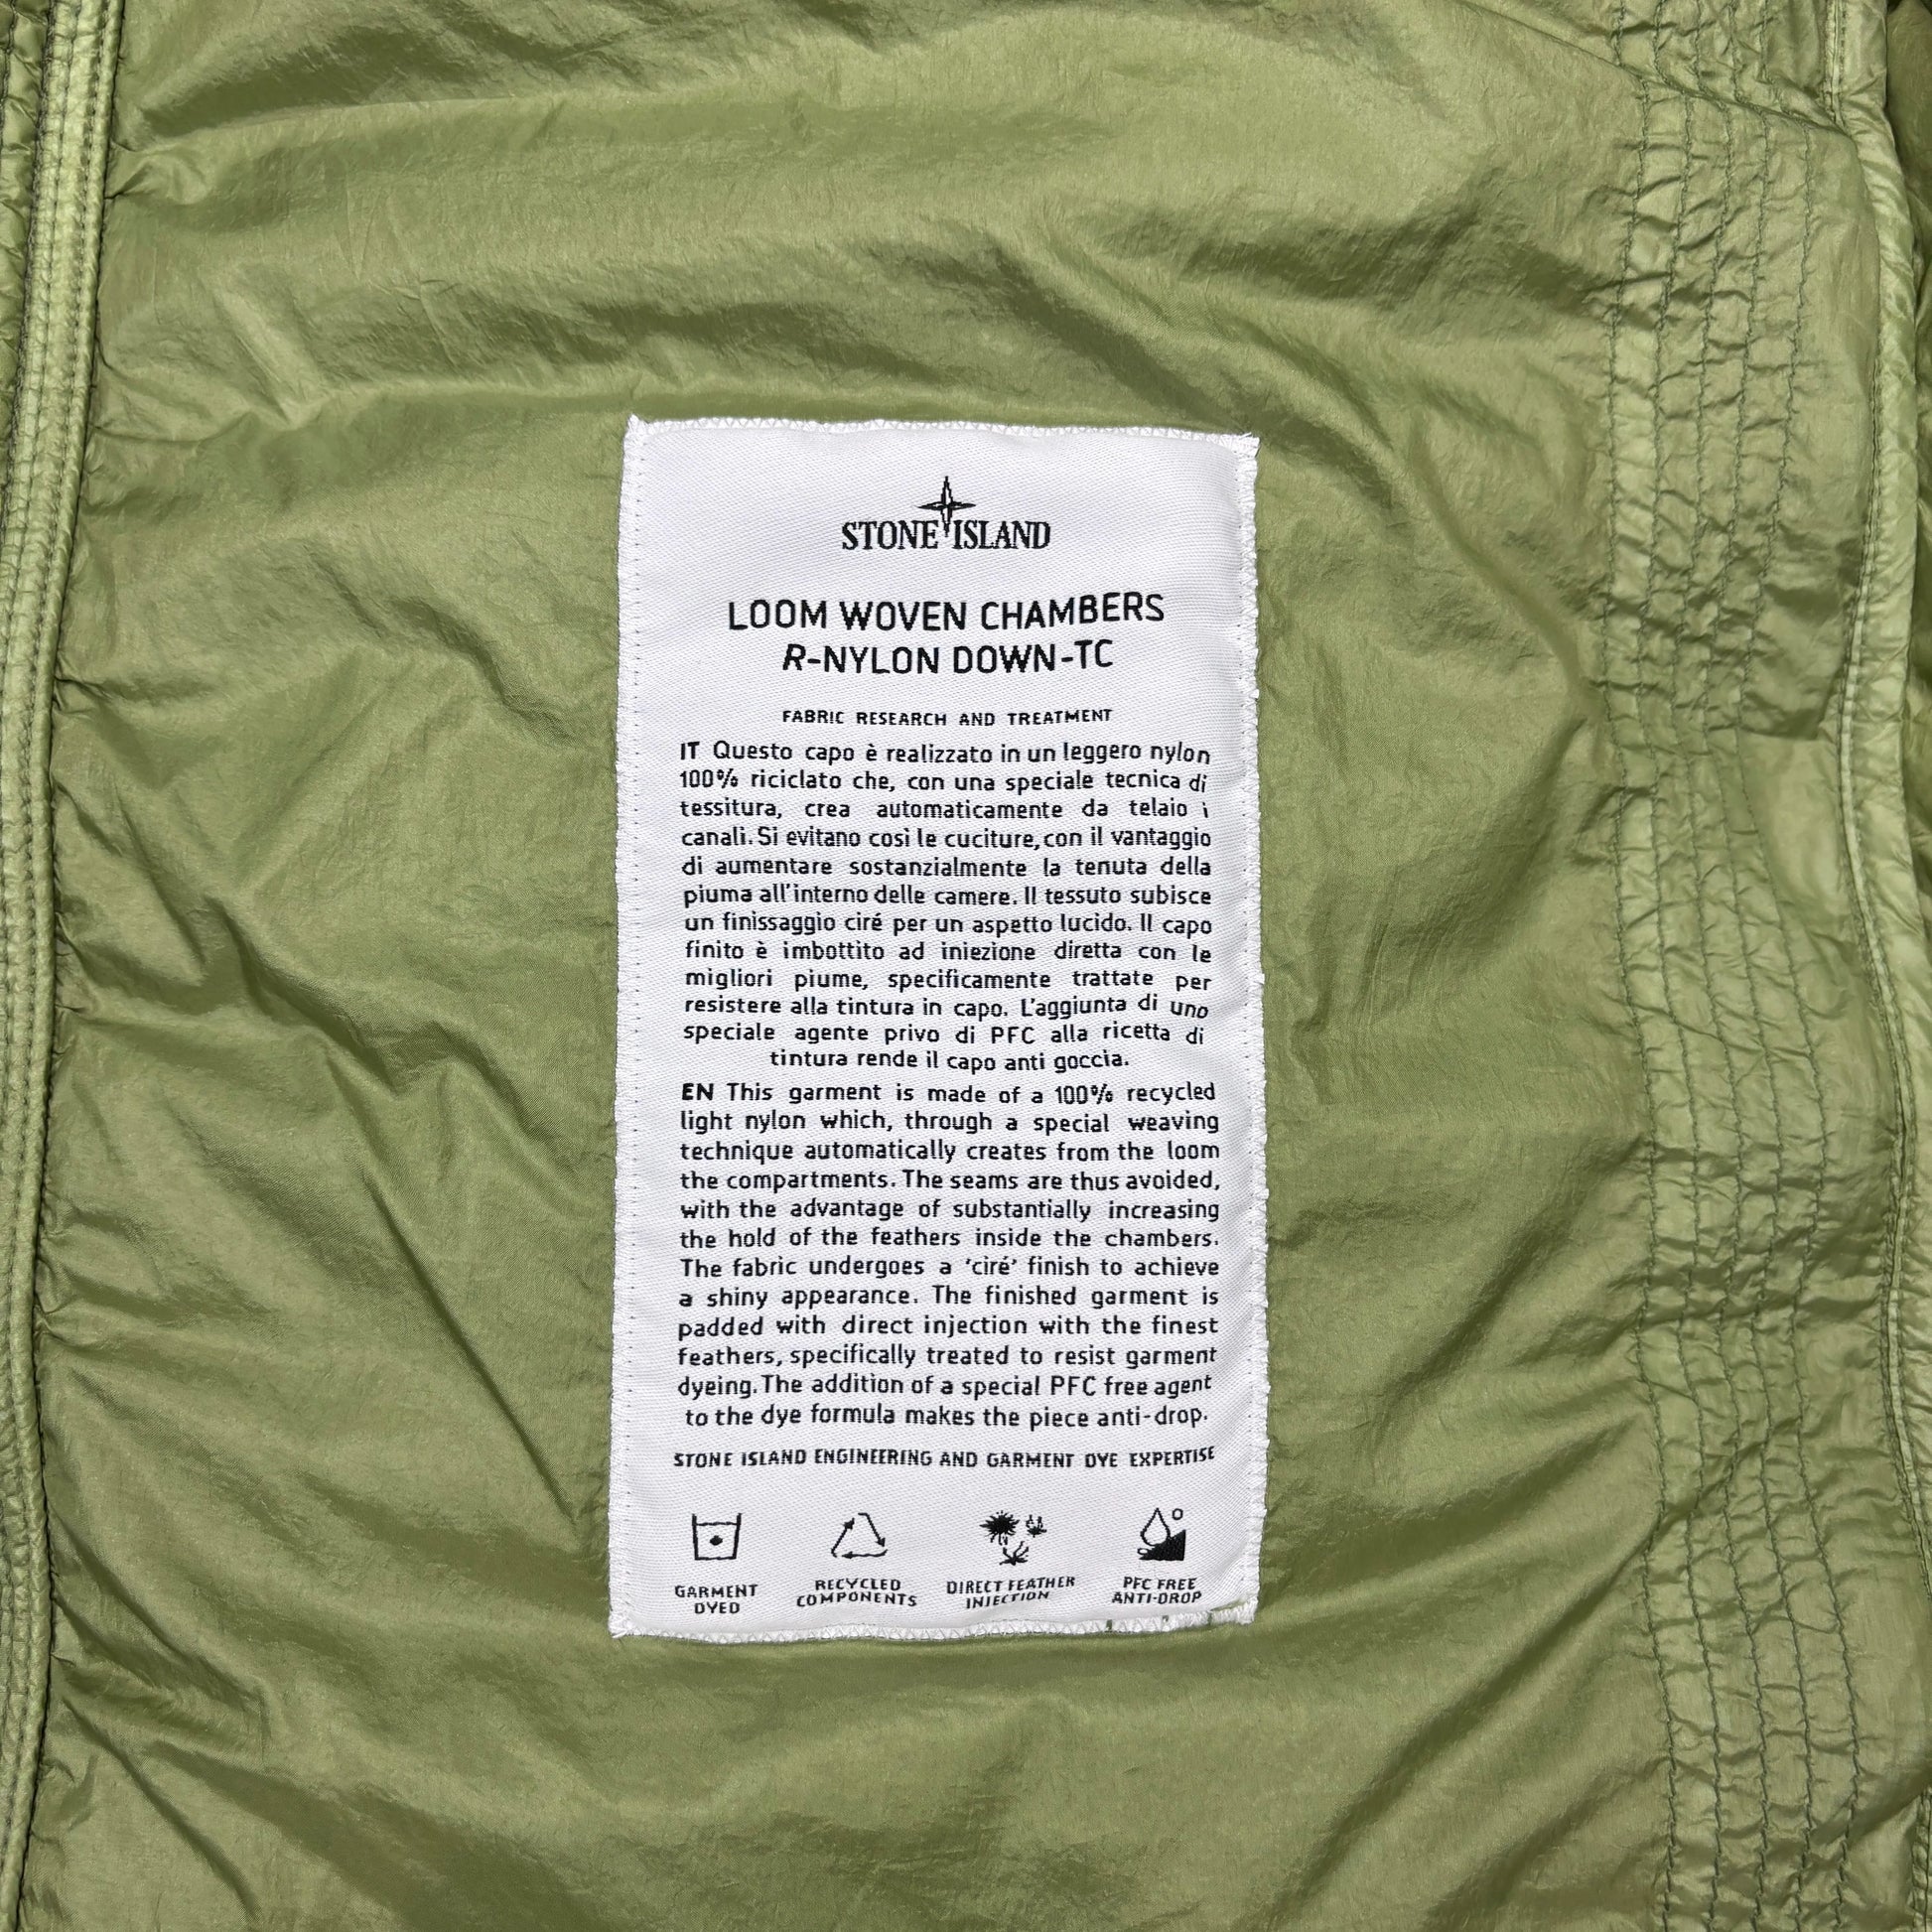 STONE ISLAND
LOOM WOVEN CHAMBERS
R-NYLON DOWN-TC
FABRIC RESEARCH AND TREATMENT
IT Questo capo è realizzato in un leggero nylon
100% riciclato che, con una speciale tecnica di
tessitura, crea automaticamente da telaio i
canali. Si evitano così le cuciture, con il vantaggio
di aumentare sostanzialmente la tenuta della
piuma all'interno delle camere. Il tessuto subisce
un finissaggio ciré per un aspetto lucido. Il capo
finito è imbottito ad iniezione diretta con le
migliori piume, specificamente trattate per
resistere alla tintura in capo. L'aggiunta di uno
speciale agente privo di PFC alla ricetta di
tintura rende il capo anti goccia.
EN This garment is made of a 100% recycled
light nylon which, through a special weaving
technique automatically creates from the loom
the compartments. The seams are thus avoided,
with the advantage of substantially increasing
the hold of the feathers inside the chambers.
The fabric undergoes a 'ciré' finish to achieve
a shiny appearance. The finished garment is
padded with direct injection with the finest
feathers, specifically treated to resist garment
dyeing. The addition of a special PFC free agent
to the dye formula makes the piece anti-drop.
STONE ISLAND ENGINEERING AND GARMENT DYE EXPERTISE
GARMENT
DYED
RECYCLED
COMPONENTS
DIRECT FEATHER
INJECTION
PFC FREE
ANTI-DROP